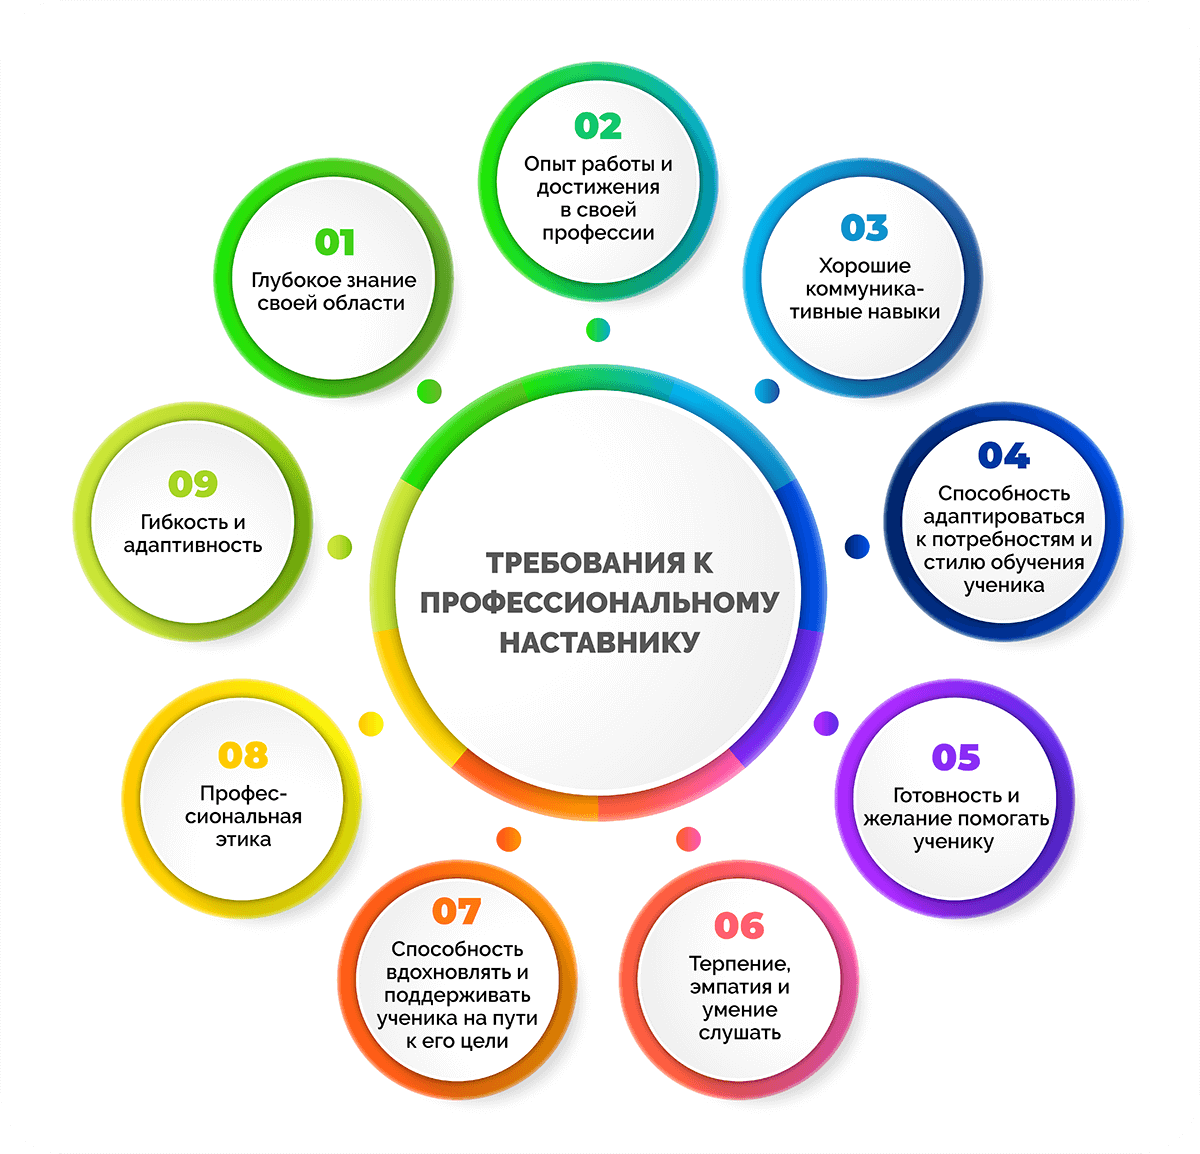 ТРЕБОВАНИЯ К
ПРОФЕССИОНАЛЬНОМУ
НАСТАВНИКУ
01
Глубокое знание
своей области
02
Опыт работы и
достижения
в своей
профессии
03
Хорошие
коммуника-
тивные навыки
04
Способность
адаптироваться
к потребностям и
стилю обучения
ученика
05
Готовность и
желание помогать
ученику
06
Терпение,
эмпатия и
умение
слушать
07
Способность
вдохновлять и
поддерживать
ученика на пути
к его цели
08
Профес-
сиональная
этика
09
Гибкость и
адаптивность